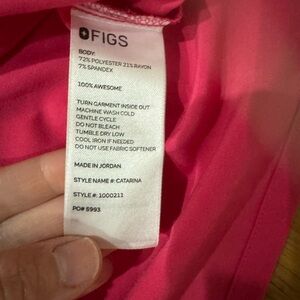 FIGS
BODY:
72% POLYESTER 21% RAYON
7% SPANDEX
100% AWESOME
TURN GARMENT INSIDE OUT
MACHINE WASH COLD
GENTLE CYCLE
DO NOT BLEACH
TUMBLE DRY LOW
COOL IRON IF NEEDED
DO NOT USE FABRIC SOFTENER
MADE IN JORDAN
STYLE NAME #: CATARINA
STYLE #: 1000211
PO# 5993